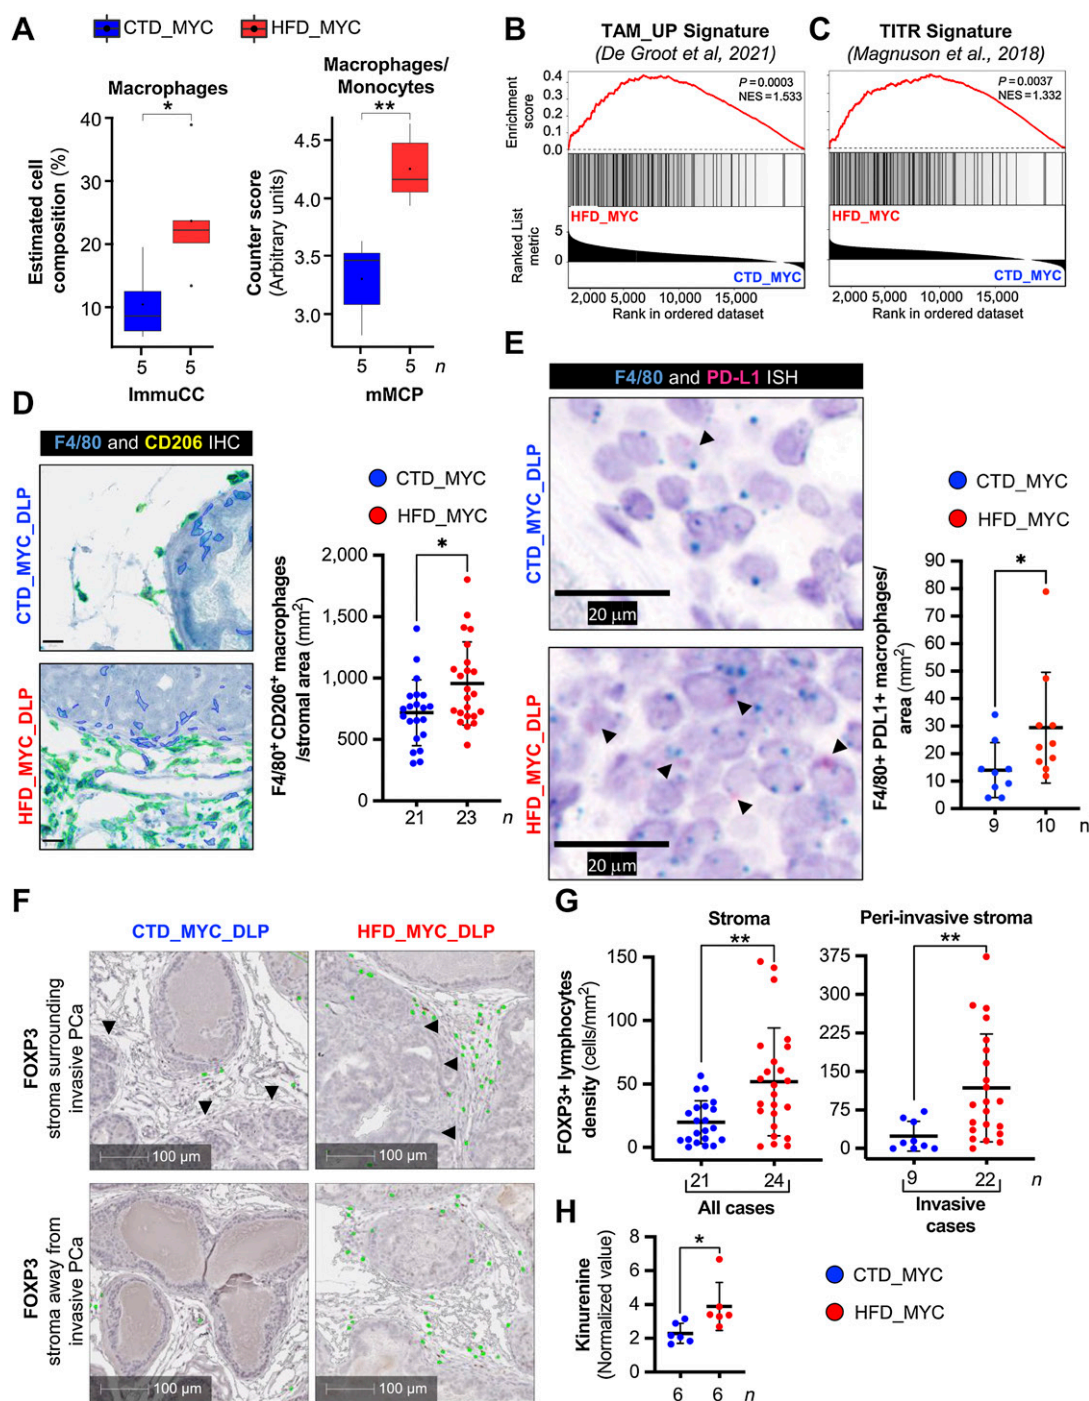 A
CTD_MYC
HFD_MYC
Macrophages
*
Estimated cell
composition (%)
40
30
20
10
5
5
ImmuCC
Macrophages/
Monocytes
**
Counter score
(Arbitrary units)
4.5
4.0
3.5
3.0
5
5
n
mMCP
B
TAM_UP Signature
(De Groot et al, 2021)
P=0.0003
NES=1.533
Enrichment
score
0.4
0.3
0.2
0.1
0.0
HFD_MYC
Ranked List
metric
5
0
CTD_MYC
2,000
5,000
10,000
15,000
Rank in ordered dataset
C
TITR Signature
(Magnuson et al., 2018)
P=0.0037
NES=1.332
HFD_MYC
CTD_MYC
2,000
5,000
10,000
15,000
Rank in ordered dataset
D
F4/80 and CD206 IHC
CTD_MYC_DLP
HFD_MYC_DLP
CTD_MYC
HFD_MYC
*
F4/80+ CD206+ macrophages
/stromal area (mm2)
2,000
1,500
1,000
500
0
21
23
n
E
F4/80 and PD-L1 ISH
CTD_MYC_DLP
20 µm
HFD_MYC_DLP
20 µm
CTD_MYC
HFD_MYC
*
F4/80+ PDL1+ macrophages/
area (mm2)
90
80
70
60
50
40
30
20
10
0
9
10
n
F
CTD_MYC_DLP
HFD_MYC_DLP
FOXP3
stroma surrounding
invasive PCa
100 µm
100 µm
FOXP3
stroma away from
invasive PCa
100 µm
100 µm
G
Stroma
**
FOXP3+ lymphocytes
density (cells/mm2)
150
100
50
0
21
24
All cases
Peri-invasive stroma
**
375
300
225
150
75
0
9
22
n
Invasive
cases
H
*
Kinurenine
(Normalized value)
8
6
4
2
0
6
6
n
CTD_MYC
HFD_MYC